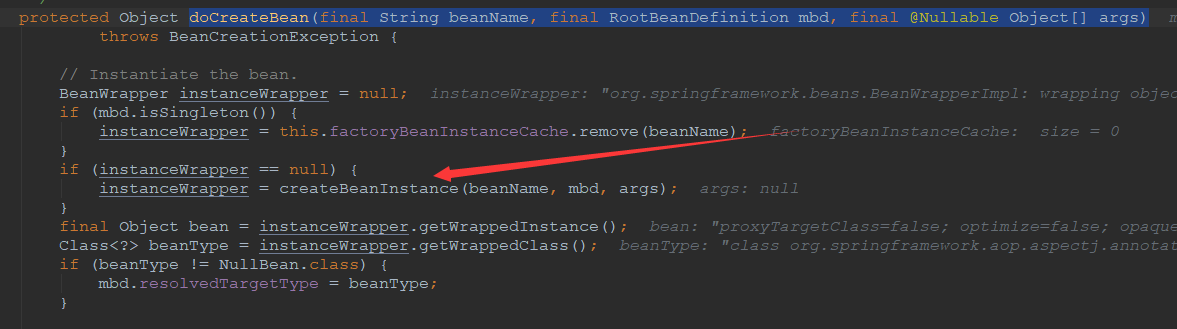 protected Object doCreateBean(final String beanName, final RootBeanDefinition mbd, final @Nullable Object[] args)
throws BeanCreationException {
// Instantiate the bean.
BeanWrapper instanceWrapper = null; instanceWrapper: "org.springframework.beans.BeanWrapperImpl: wrapping objec
if (mbd.isSingleton()) {
instanceWrapper = this.factoryBeanInstanceCache.remove(beanName); factoryBeanInstanceCache: size = 0
}
if (instanceWrapper == null) {
instanceWrapper = createBeanInstance(beanName, mbd, args); args: null
}
final Object bean = instanceWrapper.getWrappedInstance(); bean: "proxyTargetClass=false; optimize=false; opaque
Class<?> beanType = instanceWrapper.getWrappedClass(); beanType: "class org.springframework.aop.aspectj.annotat
if (beanType != NullBean.class) {
mbd.resolvedTargetType = beanType;
}